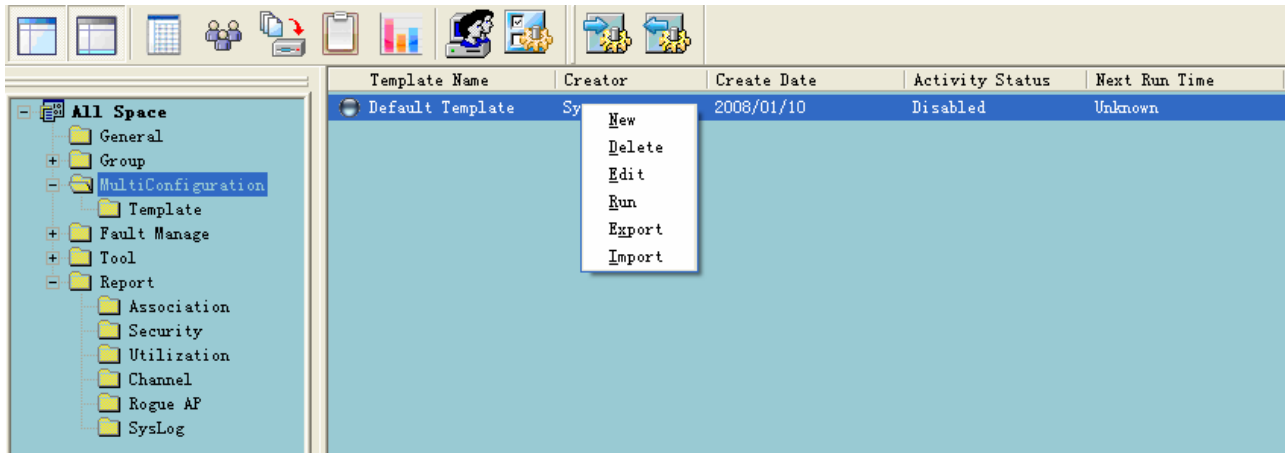 Template Name Creator Create Date Activity Status Next Run Time
Default Template Sy 2008/01/10 Disabled Unknown
New
Delete
Edit
Run
Export
Import
All Space
General
Group
MultiConfiguration
Template
Fault Manage
Tool
Report
Association
Security
Utilization
Channel
Rogue AP
SysLog